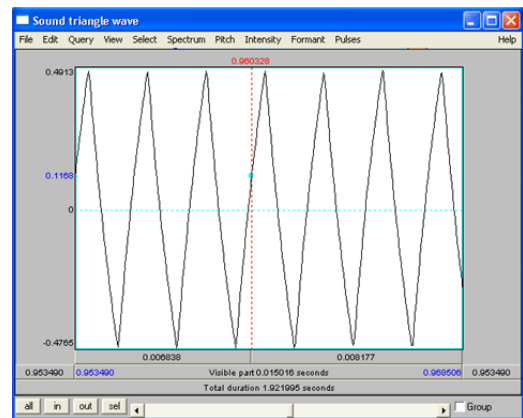 Sound triangle wave
File Edit Query View Select Spectrum Pitch Intensity Formant Pulses Help
0.960328
0.4913
0.1168
0
-0.4765
0.006838 0.008177
0.953490 0.953490 Visible part 0.015016 seconds 0.968506 0.953490
Total duration 1.921995 seconds
all in out sel Group